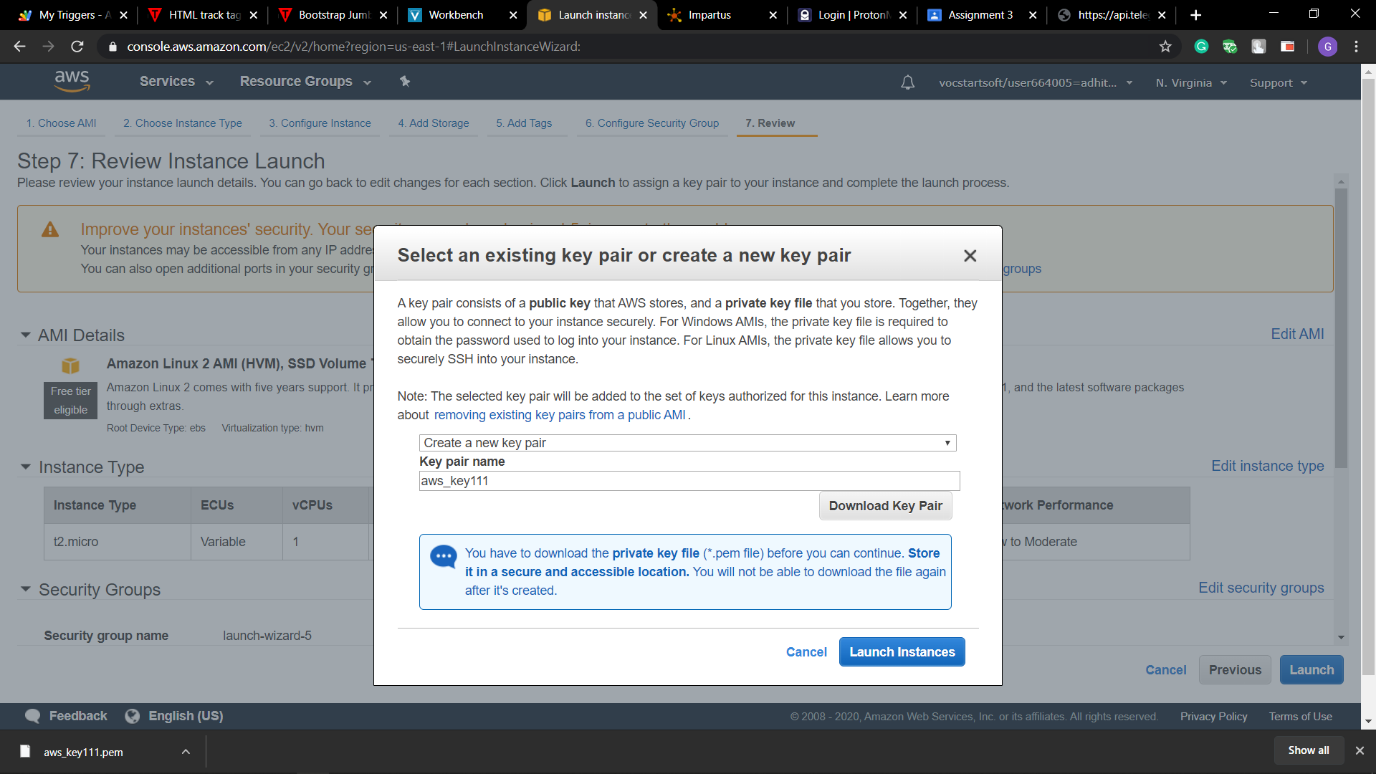 My Triggers - A
HTML track tag
Bootstrap Jum
Workbench
Launch instanc
Impartus
Login | Proton
Assignment 3
https://api.tele
console.aws.amazon.com/ec2/v2/home?region=us-east-1#LaunchInstanceWizard:
G
aws
Services
Resource Groups
vocstartsoft/user664005=adhit...
N. Virginia
Support
1. Choose AMI
2. Choose Instance Type
3. Configure Instance
4. Add Storage
5. Add Tags
6. Configure Security Group
7. Review
Step 7: Review Instance Launch
Please review your instance launch details. You can go back to edit changes for each section. Click Launch to assign a key pair to your instance and complete the launch process.
Improve your instances' security. Your
Your instances may be accessible from any IP
You can also open additional ports in your security
groups
AMI Details
Edit AMI
Amazon Linux 2 AMI (HVM), SSD Volume
Free tier
eligible
Amazon Linux 2 comes with five years support. It
and the latest software packages
through extras.
Root Device Type: ebs Virtualization type: hvm
Instance Type
Edit instance type
Instance Type
ECUs
vCPUs
Performance
t2.micro
Variable
1
to Moderate
Security Groups
Edit security groups
Security group name
launch-wizard-5
Cancel
Previous
Launch
Select an existing key pair or create a new key pair
A key pair consists of a public key that AWS stores, and a private key file that you store. Together, they
allow you to connect to your instance securely. For Windows AMIs, the private key file is required to
obtain the password used to log into your instance. For Linux AMIs, the private key file allows you to
securely SSH into your instance.
Note: The selected key pair will be added to the set of keys authorized for this instance. Learn more
about removing existing key pairs from a public AMI.
Create a new key pair
Key pair name
aws_key111
Download Key Pair
You have to download the private key file (*.pem file) before you can continue. Store
it in a secure and accessible location. You will not be able to download the file again
after it's created.
Cancel
Launch Instances
Feedback
English (US)
© 2008 - 2020, Amazon Web Services, Inc. or its affiliates. All rights reserved.
Privacy Policy
Terms of Use
aws_key111.pem
Show all